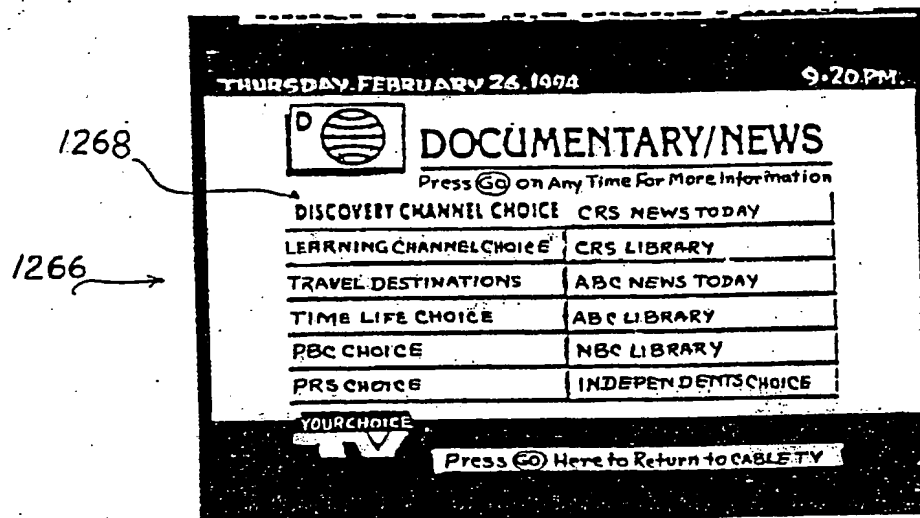 THURSDAY.FEBRUARY 26.1994 9·20 PM.
D
DOCUMENTARY/NEWS
Press GO on Any Time For More Information
1268
DISCOVERY CHANNEL CHOICE CRS NEWS TODAY
LEARNING CHANNEL CHOICE CRS LIBRARY
1266
TRAVEL DESTINATIONS ABC NEWS TODAY
TIME LIFE CHOICE ABC LIBRARY
PBC CHOICE NBC LIBRARY
PRS CHOICE INDEPENDENTS CHOICE
YOUR CHOICE
TV
Press GO Here to Return to CABLE TV